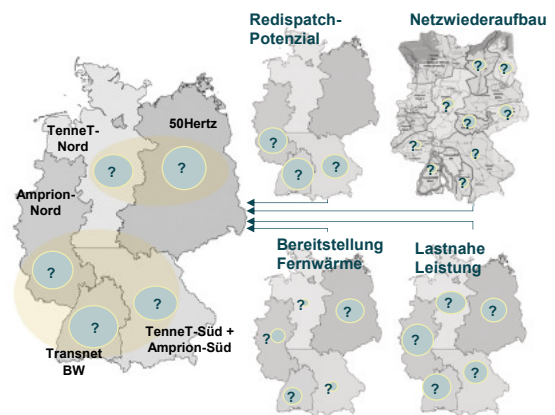 Redispatch-
Potenzial
Netzwiederaufbau
?
?
?
?
?
?
?
?
?
?
?
?
50Hertz
TenneT-
Nord
?
?
Amprion-
Nord
?
?
?
TenneT-Süd +
Amprion-Süd
Transnet
BW
Bereitstellung
Fernwärme
?
?
?
?
?
Lastnahe
Leistung
?
?
?
?
?